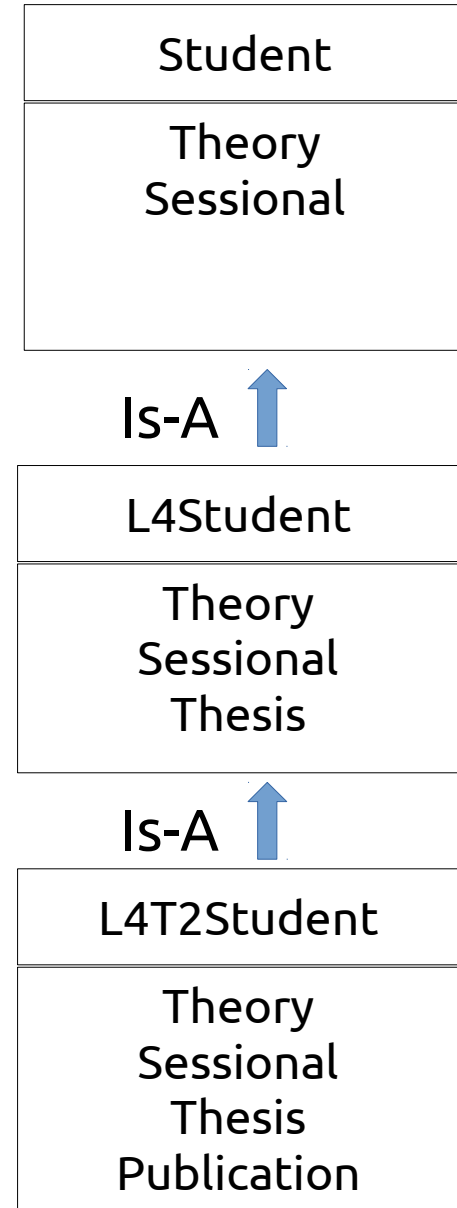 Student
Theory
Sessional
Is-A
L4Student
Theory
Sessional
Thesis
Is-A
L4T2Student
Theory
Sessional
Thesis
Publication